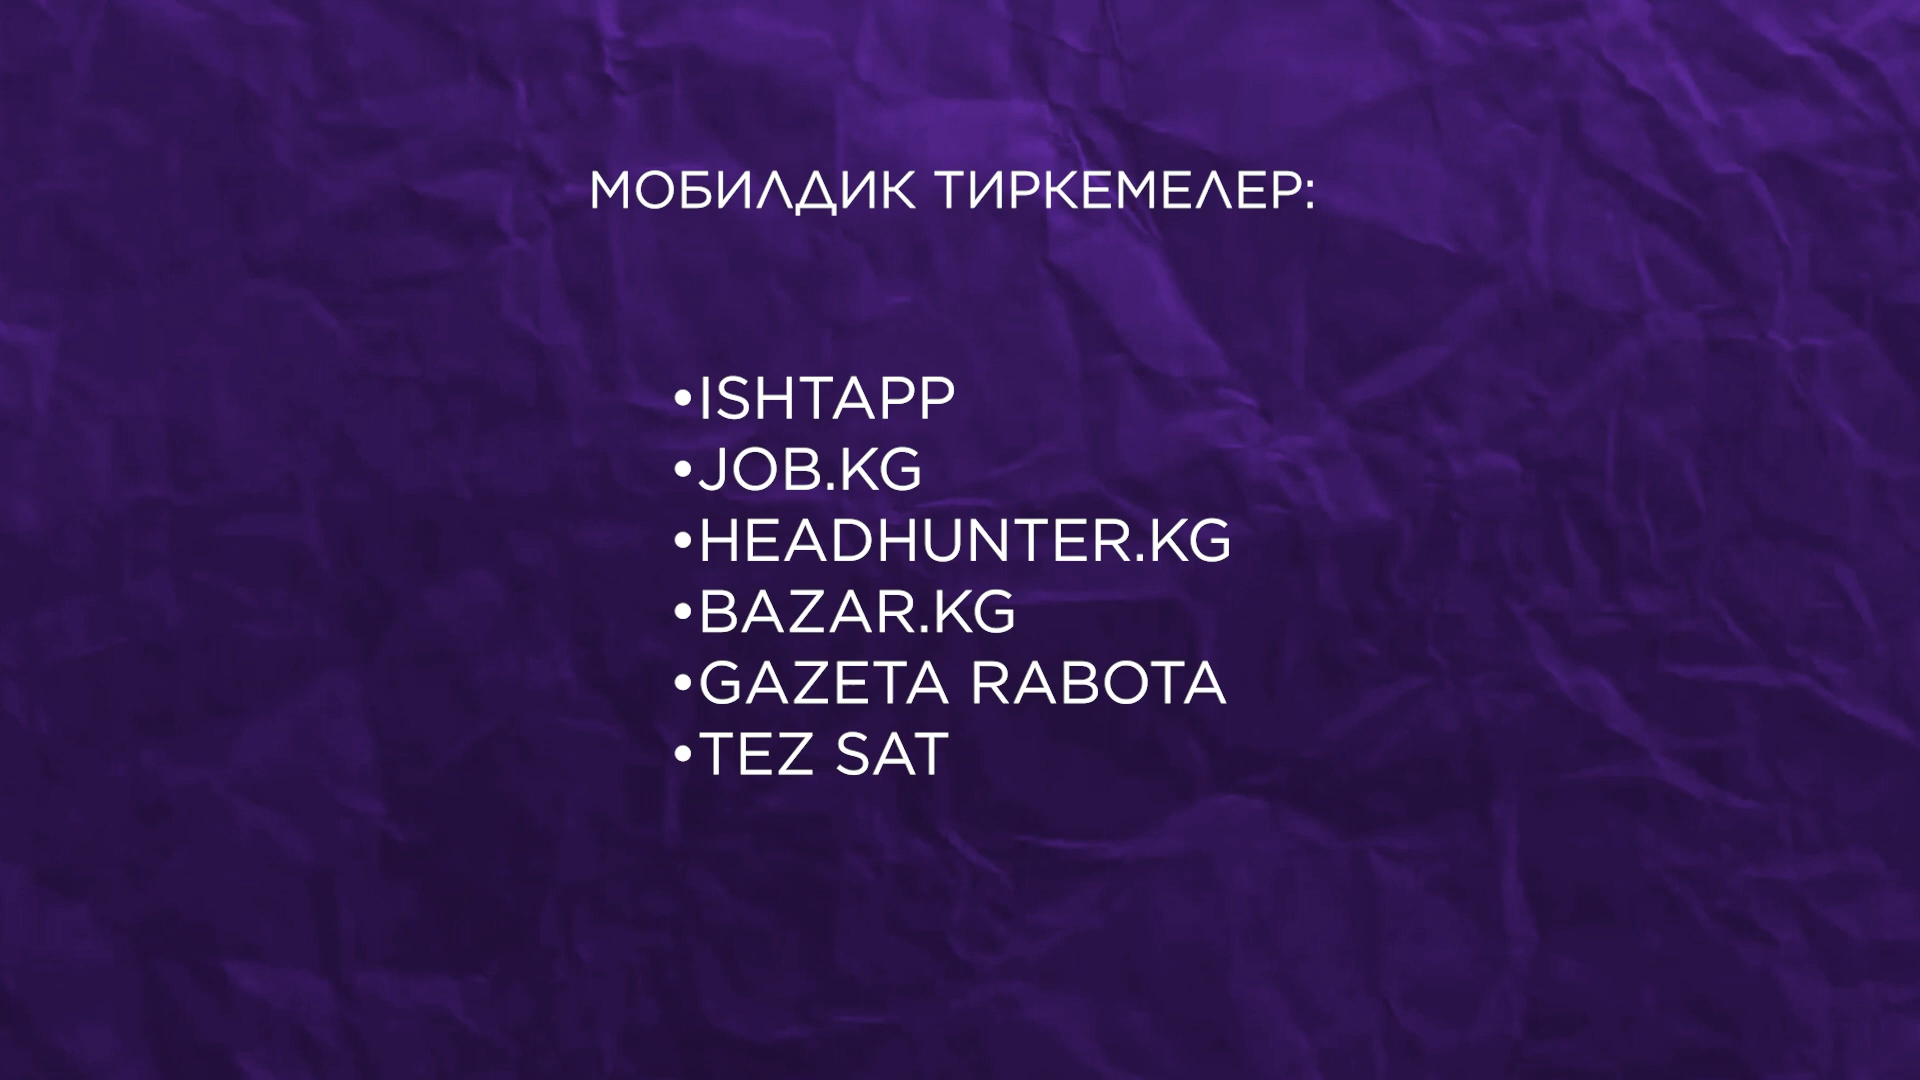 МОБИЛДИК ТИРКЕМЕЛЕР:
•ISHTAPP
•JOB.KG
•HEADHUNTER.KG
•BAZAR.KG
•GAZETA RABOTA
•TEZ SAT